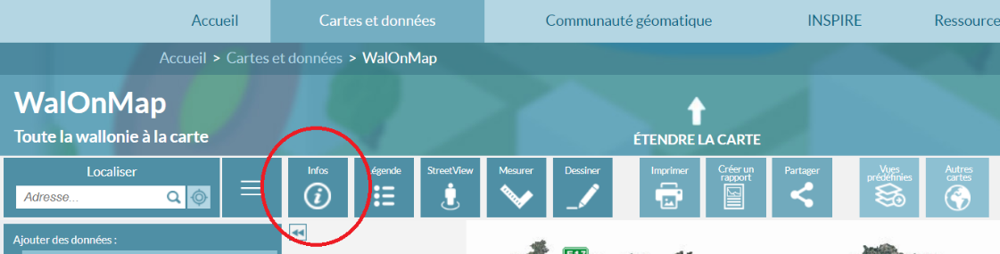 Accueil Cartes et données Communauté géomatique INSPIRE Ressource
Accueil > Cartes et données > WalOnMap
WalOnMap
Toute la wallonie à la carte
ÉTENDRE LA CARTE
Localiser
Adresse...
Infos
égende
StreetView
Mesurer
Dessiner
Imprimer
Créer un
rapport
Partager
Vues
prédéfinies
Autres
cartes
Ajouter des données :